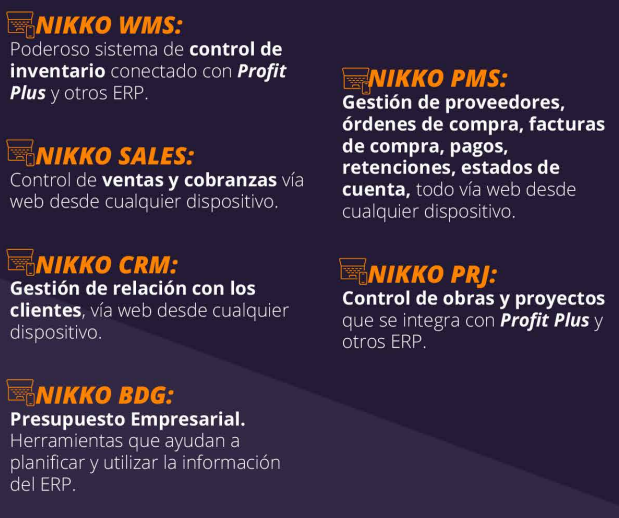 NIKKO WMS:
Poderoso sistema de control de
inventario conectado con Profit
Plus y otros ERP.
NIKKO SALES:
Control de ventas y cobranzas vía
web desde cualquier dispositivo.
NIKKO CRM:
Gestión de relación con los
clientes, vía web desde cualquier
dispositivo.
NIKKO BDG:
Presupuesto Empresarial.
Herramientas que ayudan a
planificar y utilizar la información
del ERP.
NIKKO PMS:
Gestión de proveedores,
órdenes de compra, facturas
de compra, pagos,
retenciones, estados de
cuenta, todo vía web desde
cualquier dispositivo.
NIKKO PRJ:
Control de obras y proyectos
que se integra con Profit Plus y
otros ERP.